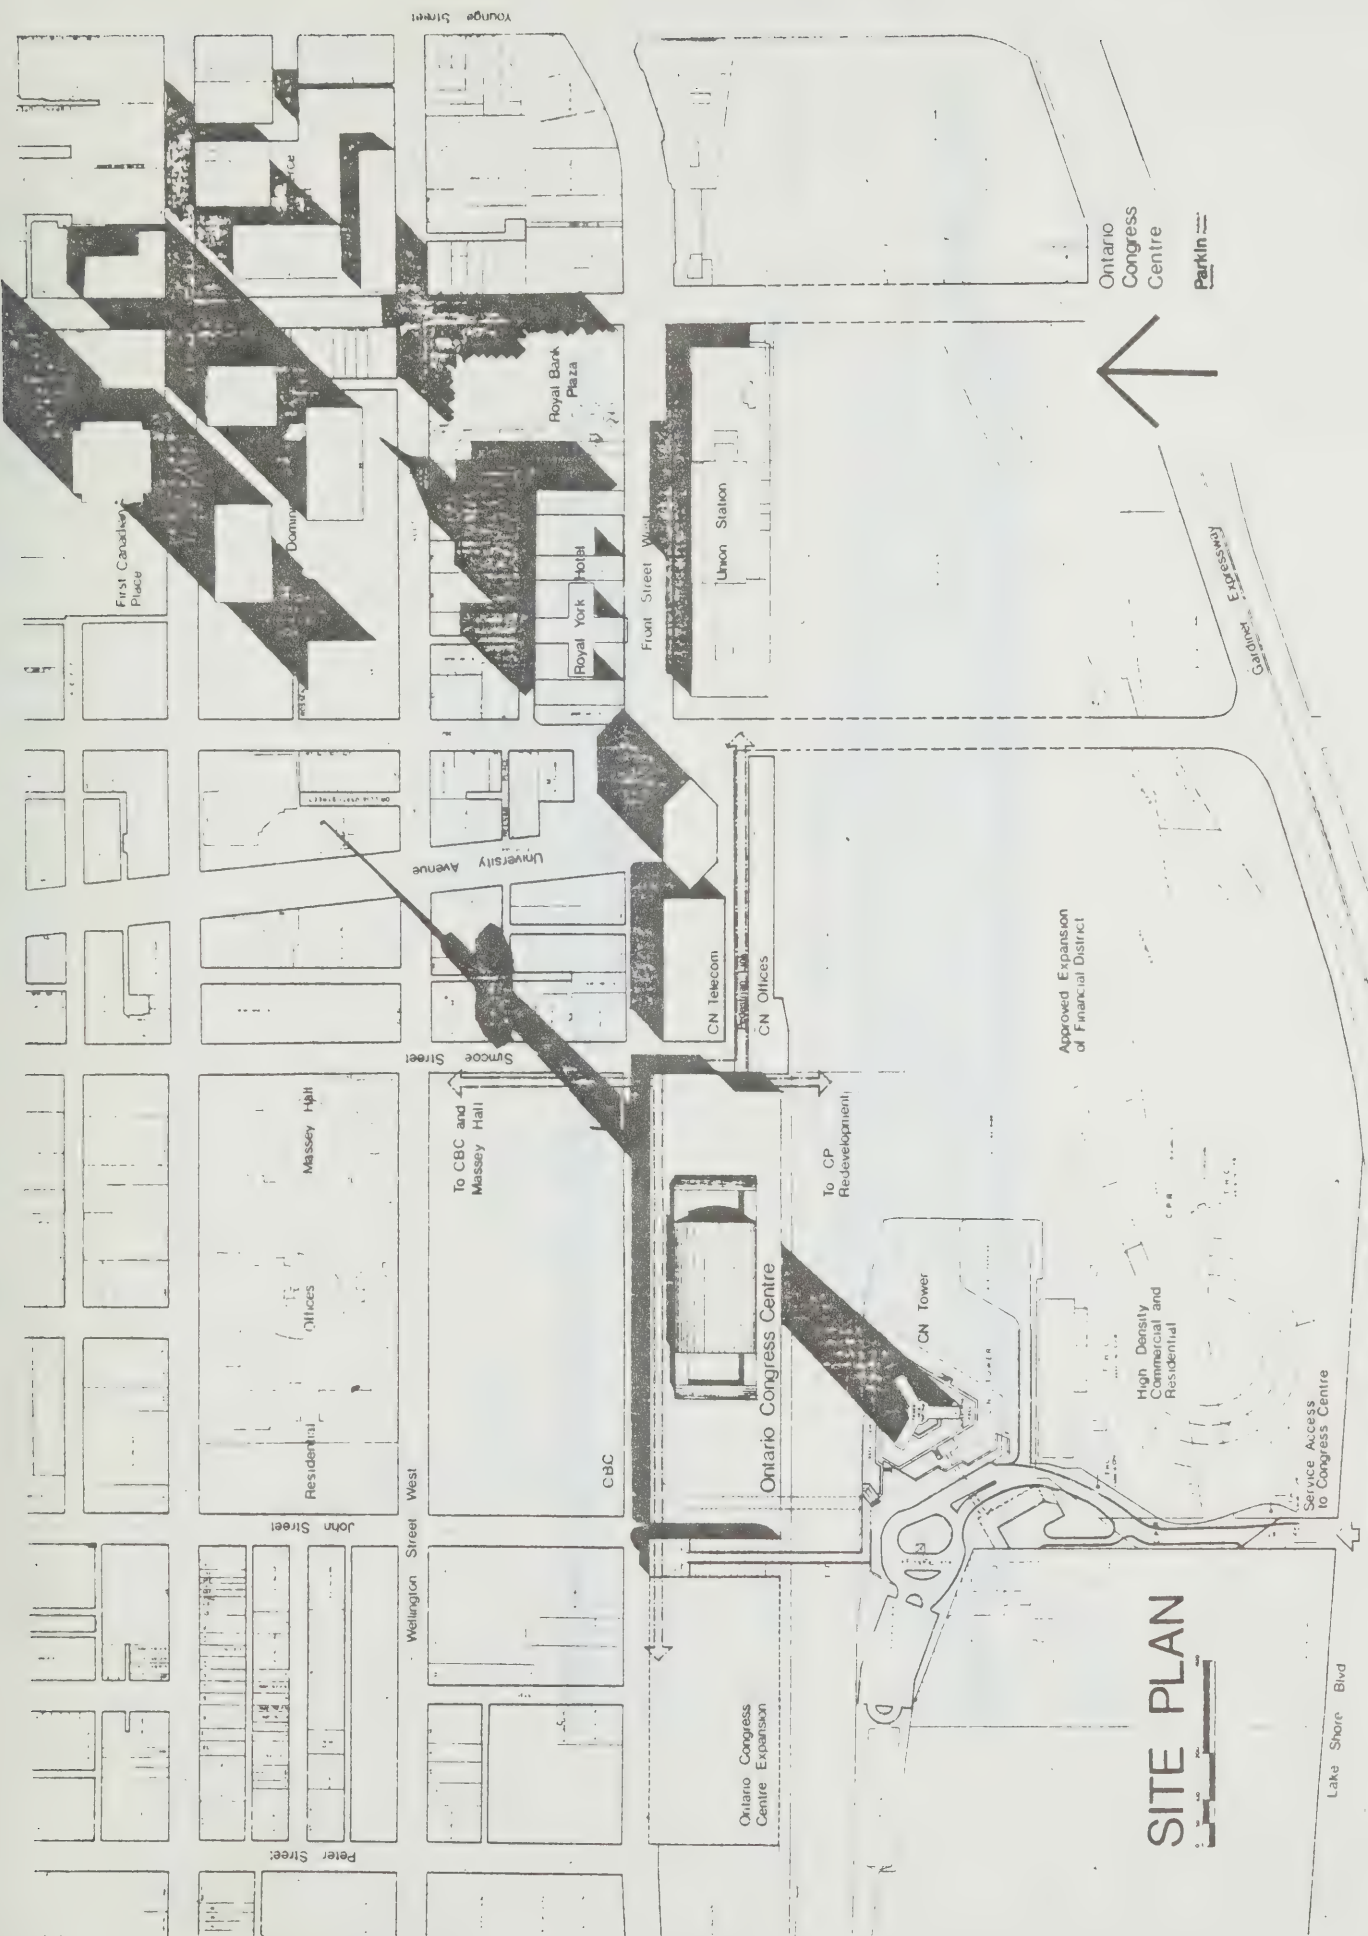 Younge Street
First Canadian
Place
Domini
Royal Bank
Plaza
Royal York Hotel
Front Street West
Union Station
Ontario
Congress
Centre
Parkin
Gardiner Expressway
University
Avenue
Simcoe
Street
CN Telecom
CN Offices
Approved Expansion
of Financial District
Massey Hall
Offices
Residential
To CBC and
Massey Hall
To CP
Redevelopment
CBC
Ontario Congress Centre
CN Tower
High Density
Commercial and
Residential
Service Access
to Congress Centre
John Street
Wellington Street West
Peter Street
Ontario Congress
Centre Expansion
SITE PLAN
Lake Shore Blvd